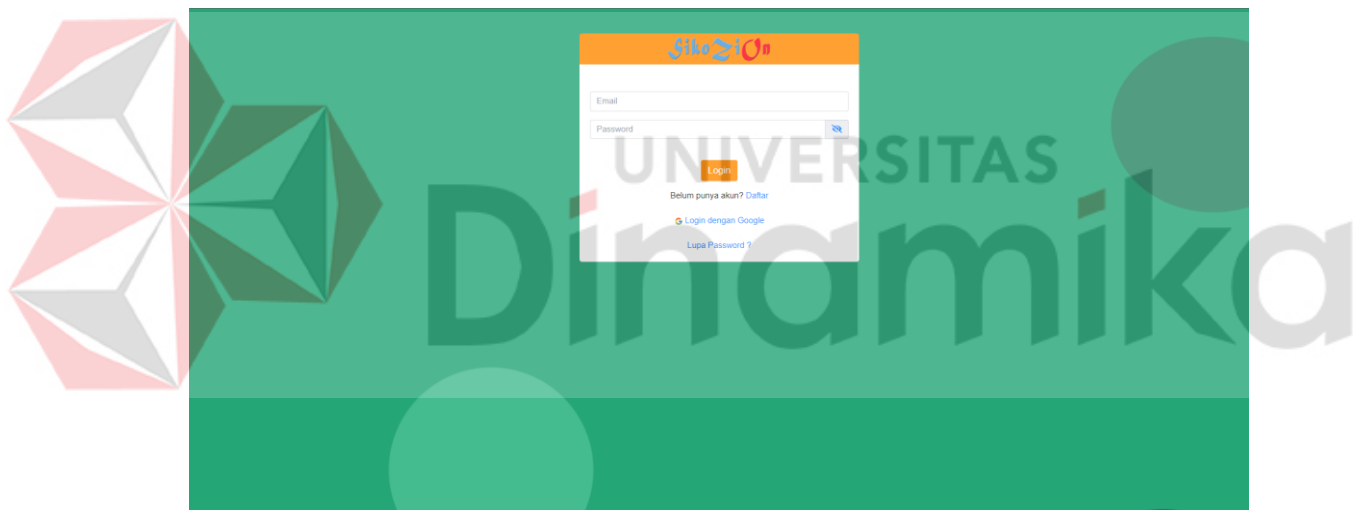 SikoZiOn
Email
Password
UNIVERSITAS
Login
Belum punya akun? Daftar
Dinamika
Login dengan Google
Lupa Password ?